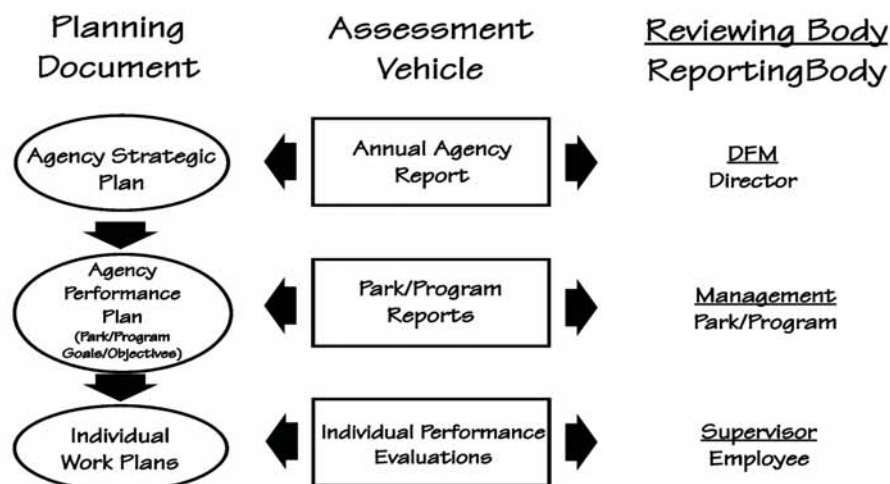 Planning
Document
Assessment
Vehicle
Reviewing Body
ReportingBody
Agency Strategic
Plan
Annual Agency
Report
DFM
Director
Agency
Performance
Plan
(Park/Program
Goals/Objectives)
Park/Program
Reports
Management
Park/Program
Individual
Work Plans
Individual Performance
Evaluations
Supervisor
Employee